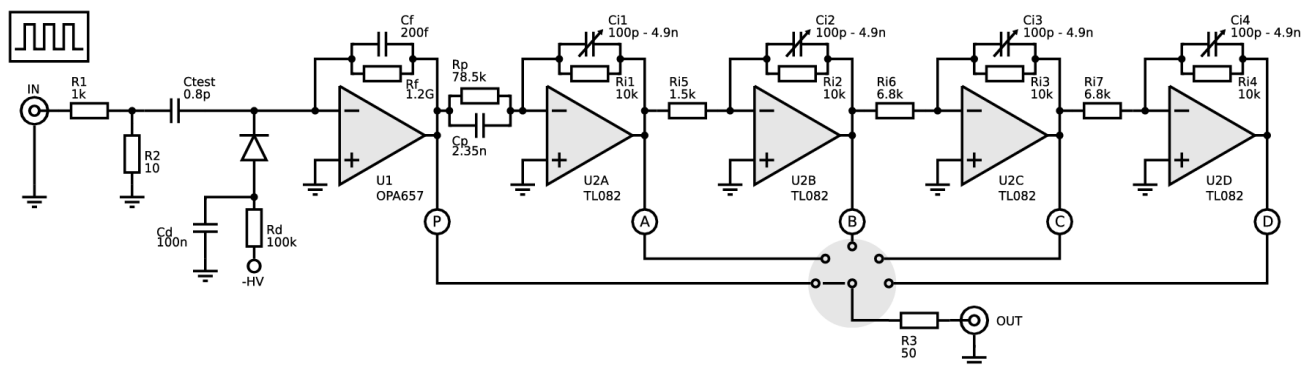 IN
R1
1k
R2
10
Ctest
0.8p
Cd
100n
Rd
100k
-HV
Cf
200f
Rf
1.2G
−
+
U1
OPA657
P
Rp
78.5k
Cp
2.35n
Ci1
100p - 4.9n
Ri1
10k
−
+
U2A
TL082
A
Ri5
1.5k
Ci2
100p - 4.9n
Ri2
10k
−
+
U2B
TL082
B
Ri6
6.8k
Ci3
100p - 4.9n
Ri3
10k
−
+
U2C
TL082
C
Ri7
6.8k
Ci4
100p - 4.9n
Ri4
10k
−
+
U2D
TL082
D
R3
50
OUT